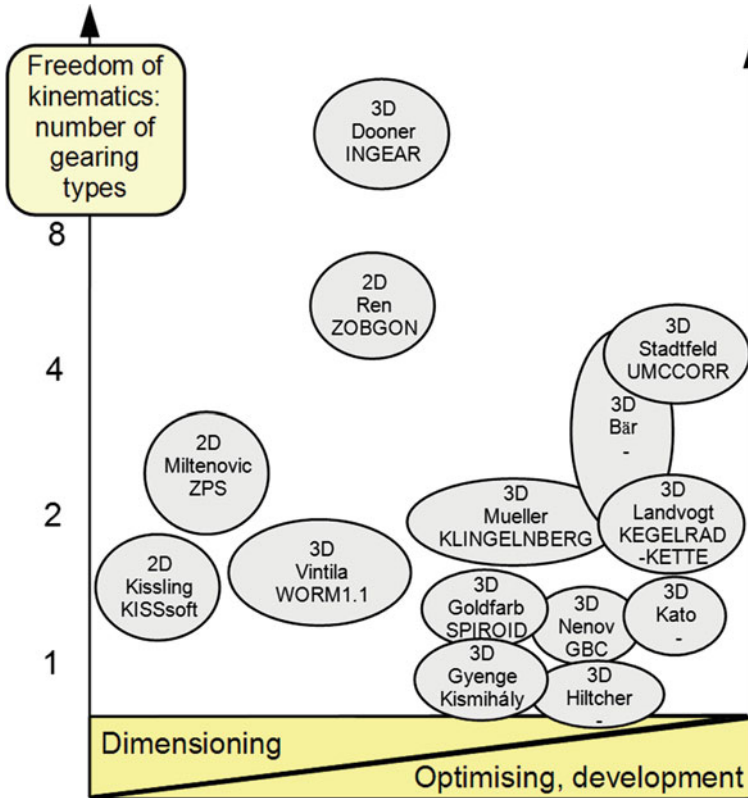 Freedom of
kinematics:
number of
gearing
types
8
4
2
1
3D
Dooner
INGEAR
2D
Ren
ZOBGON
3D
Stadtfeld
UMCCORR
3D
Bär
-
2D
Miltenovic
ZPS
3D
Mueller
KLINGELNBERG
3D
Landvogt
KEGELRAD
-KETTE
2D
Kissling
KISSsoft
3D
Vintila
WORM1.1
3D
Goldfarb
SPIROID
3D
Nenov
GBC
3D
Kato
-
3D
Gyenge
Kismihály
3D
Hiltcher
-
Dimensioning
Optimising, development